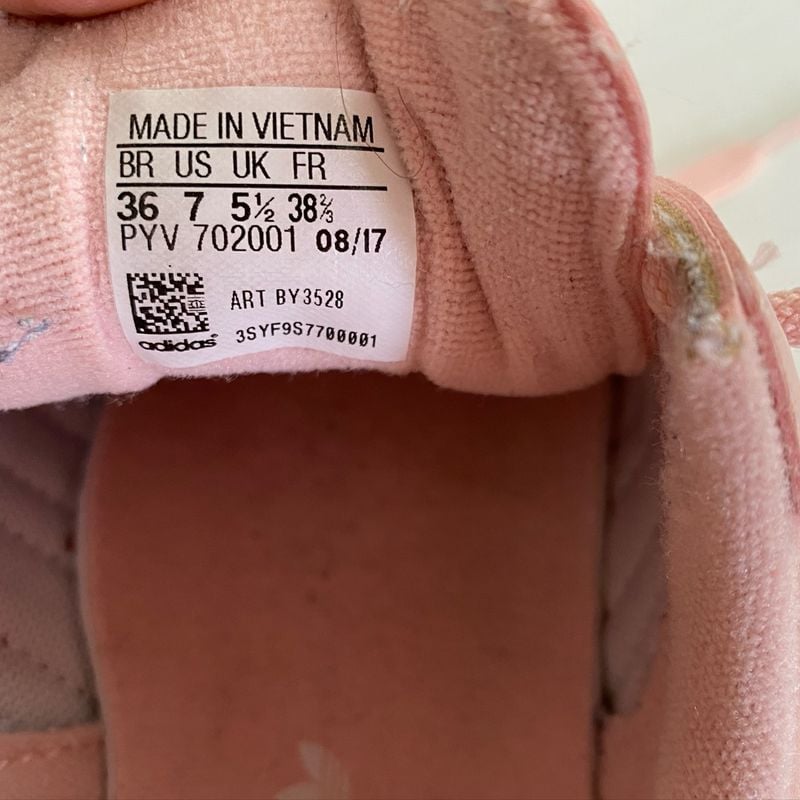 MADE IN VIETNAM
BR US UK FR
36 7 5½ 38⅔
PYV 702001 08/17
ART BY3528
adidas® 3SYF9S7700001